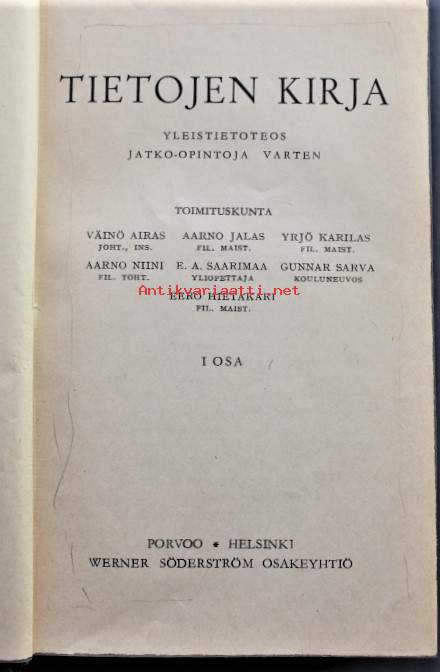 TIETOJEN KIRJA
YLEISTIETOTEOS
JATKO-OPINTOJA VARTEN
TOIMITUSKUNTA
VÄINÖ AIRAS AARNO JALAS YRJÖ KARILAS
JOHT., INS. FIL. MAIST. FIL. MAIST.
AARNO NIINI E. A. SAARIMAA GUNNAR SARVA
FIL. TOHT. YLIOPETTAJA KOULUNEUVOS
Antikvariaatti.net
EERO HIETAKARI
FIL. MAIST.
I OSA
PORVOO * HELSINKI
WERNER SÖDERSTRÖM OSAKEYHTIÖ